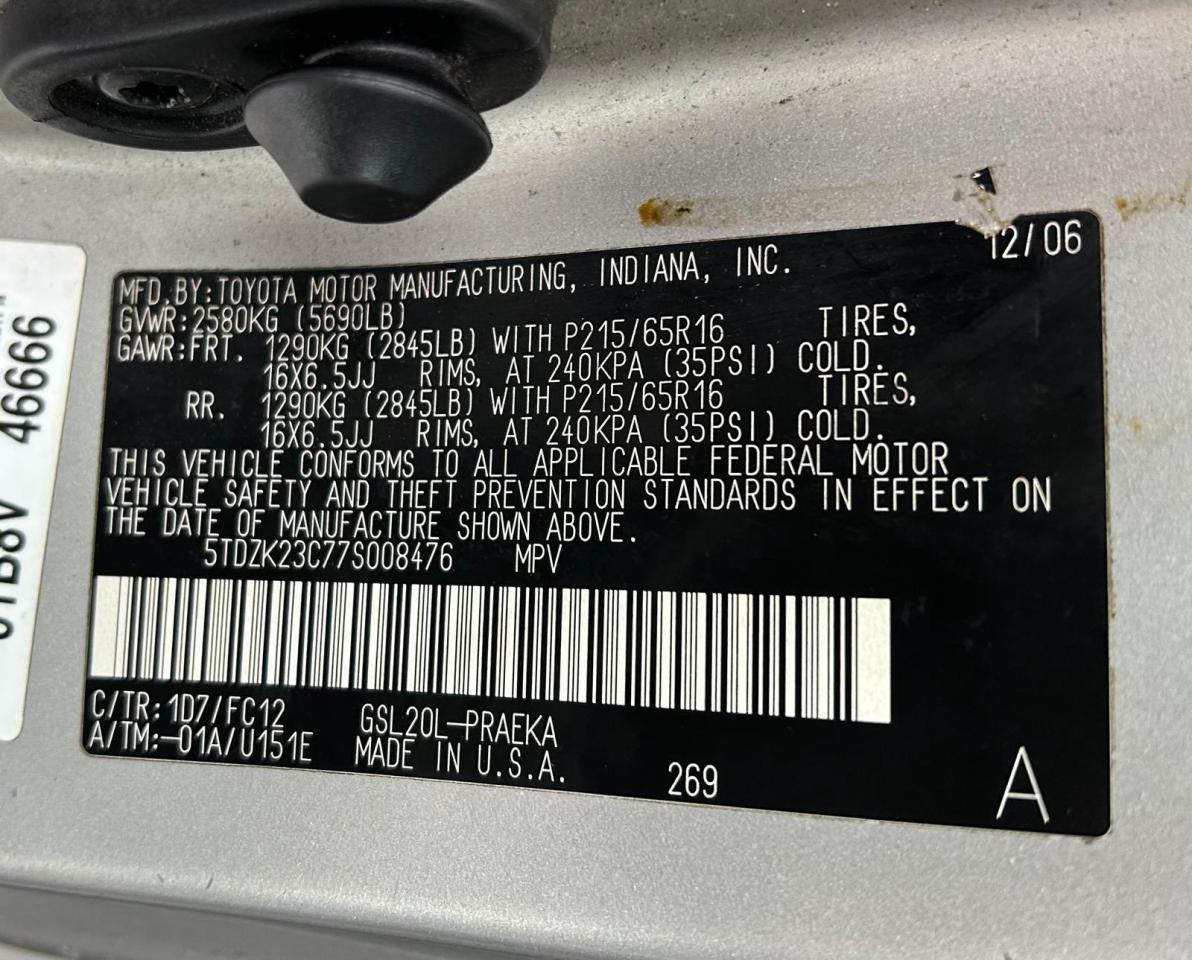 12/06
MFD.BY:TOYOTA MOTOR MANUFACTURING, INDIANA, INC.
GVWR:2580KG (5690LB)
GAWR:FRT. 1290KG (2845LB) WITH P215/65R16 TIRES,
16X6.5JJ RIMS, AT 240KPA (35PSI) COLD.
RR. 1290KG (2845LB) WITH P215/65R16 TIRES,
16X6.5JJ RIMS, AT 240KPA (35PSI) COLD.
THIS VEHICLE CONFORMS TO ALL APPLICABLE FEDERAL MOTOR
VEHICLE SAFETY AND THEFT PREVENTION STANDARDS IN EFFECT ON
THE DATE OF MANUFACTURE SHOWN ABOVE.
5TDZK23C77S008476 MPV
C/TR:1D7/FC12 GSL20L-PRAEKA
A/TM:-01A/U151E MADE IN U.S.A. 269 A
46666